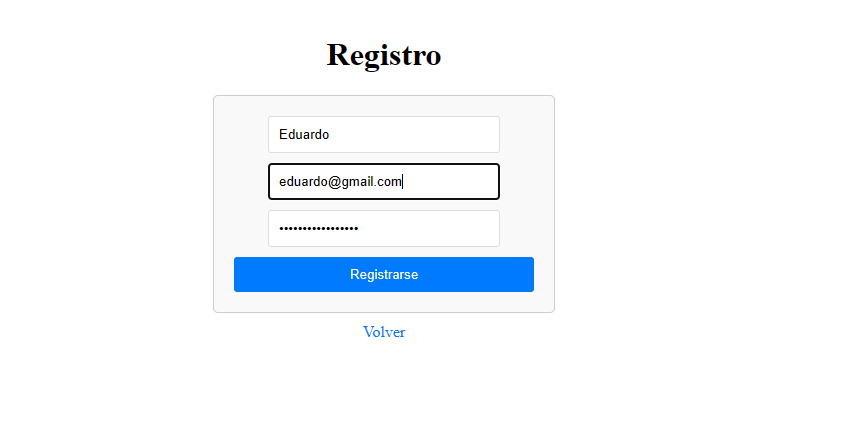 Registro
Eduardo
eduardo@gmail.com
•••••••••••••••••
Registrarse
Volver